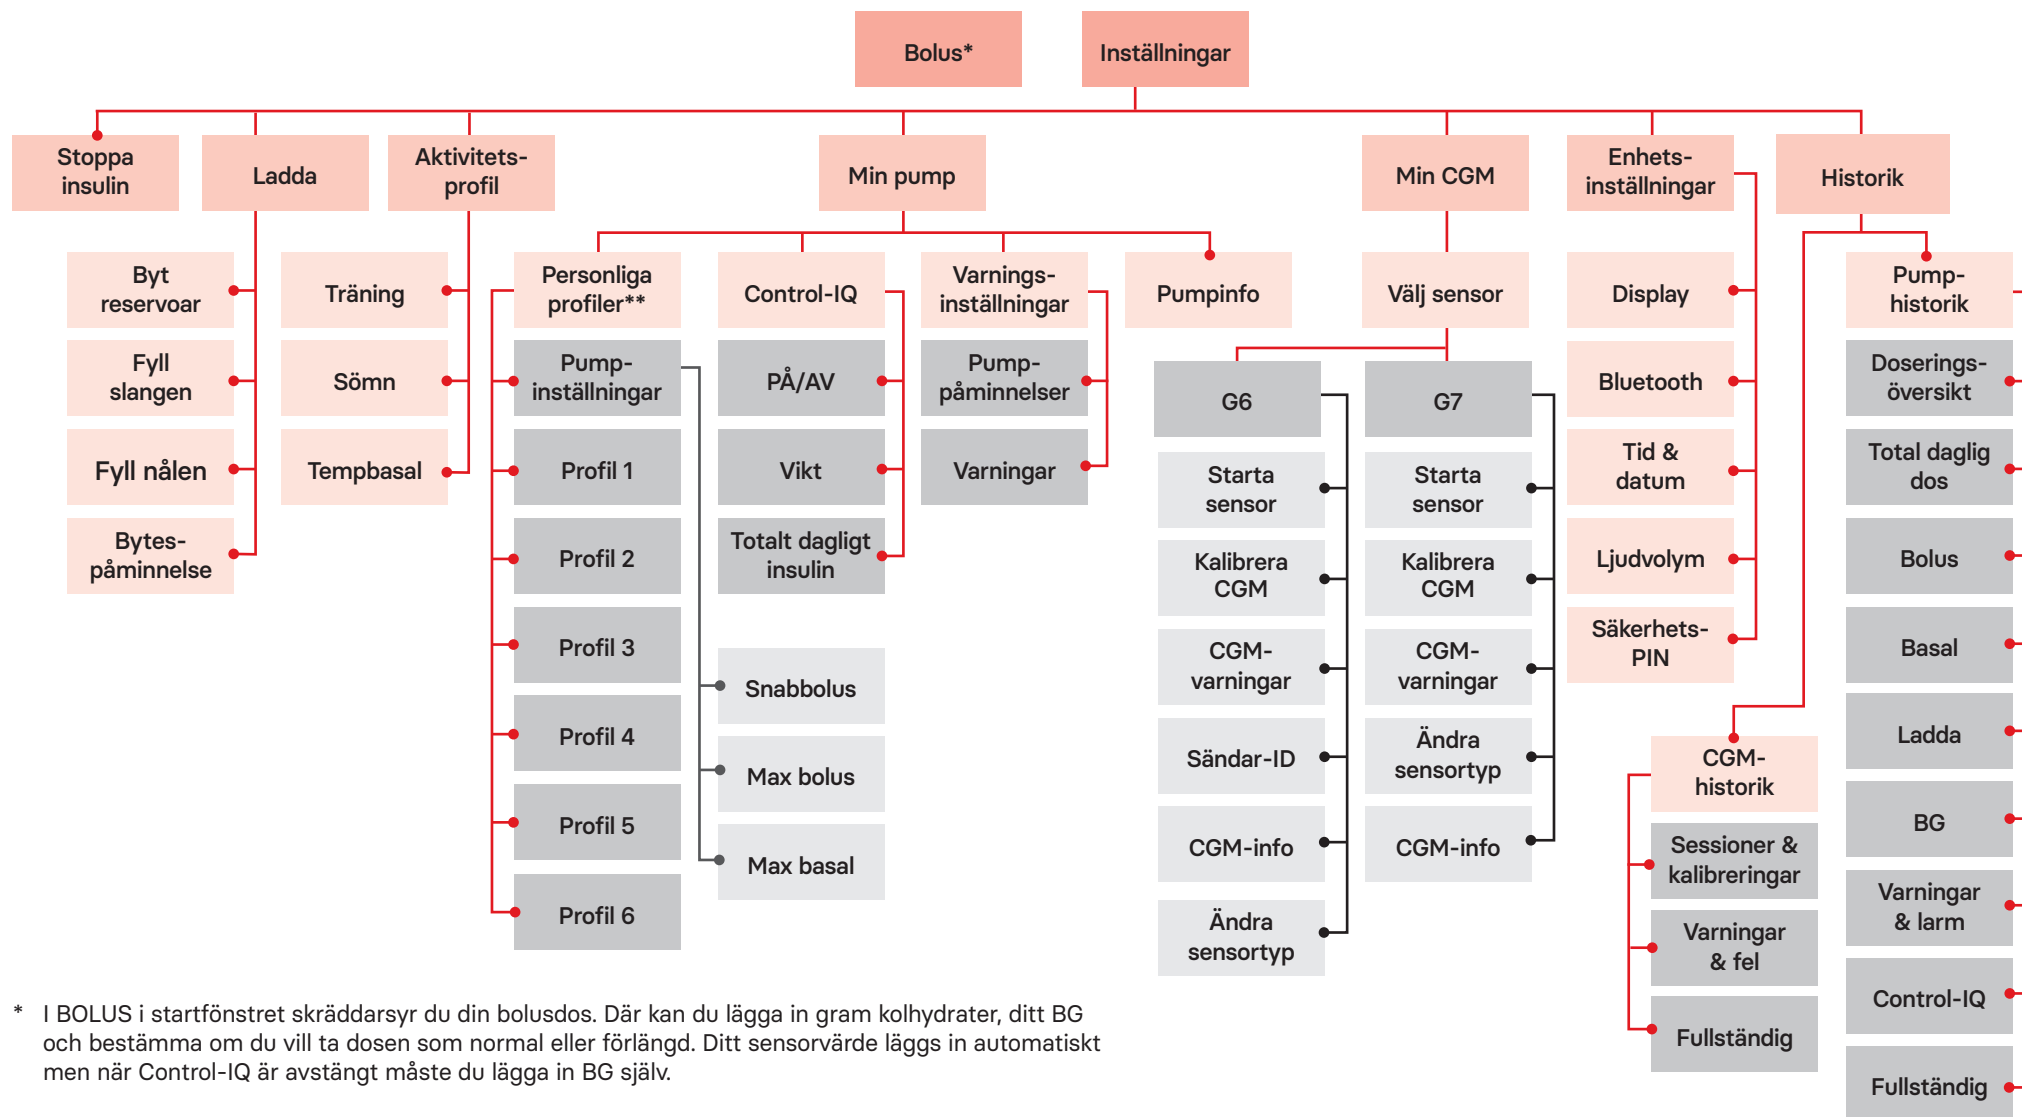 Bolus*
Inställningar
Stoppa
insulin
Ladda
Aktivitets-
profil
Min pump
Min CGM
Enhets-
inställningar
Historik
Byt
reservoar
Fyll
slangen
Fyll nålen
Bytes-
påminnelse
Träning
Sömn
Tempbasal
Personliga
profiler**
Pump-
inställningar
Profil 1
Profil 2
Profil 3
Profil 4
Profil 5
Profil 6
Control-IQ
PÅ/AV
Vikt
Totalt dagligt
insulin
Snabbolus
Max bolus
Max basal
Varnings-
inställningar
Pump-
påminnelser
Varningar
Pumpinfo
Välj sensor
G6
Starta
sensor
Kalibrera
CGM
CGM-
varningar
Sändar-ID
CGM-info
Ändra
sensortyp
G7
Starta
sensor
Kalibrera
CGM
CGM-
varningar
Ändra
sensortyp
CGM-info
Display
Bluetooth
Tid &
datum
Ljudvolym
Säkerhets-
PIN
CGM-
historik
Sessioner &
kalibreringar
Varningar
& fel
Fullständig
Pump-
historik
Doserings-
översikt
Total daglig
dos
Bolus
Basal
Ladda
BG
Varningar
& larm
Control-IQ
Fullständig
* I BOLUS i startfönstret skräddarsyr du din bolusdos. Där kan du lägga in gram kolhydrater, ditt BG
och bestämma om du vill ta dosen som normal eller förlängd. Ditt sensorvärde läggs in automatiskt
men när Control-IQ är avstängt måste du lägga in BG själv.